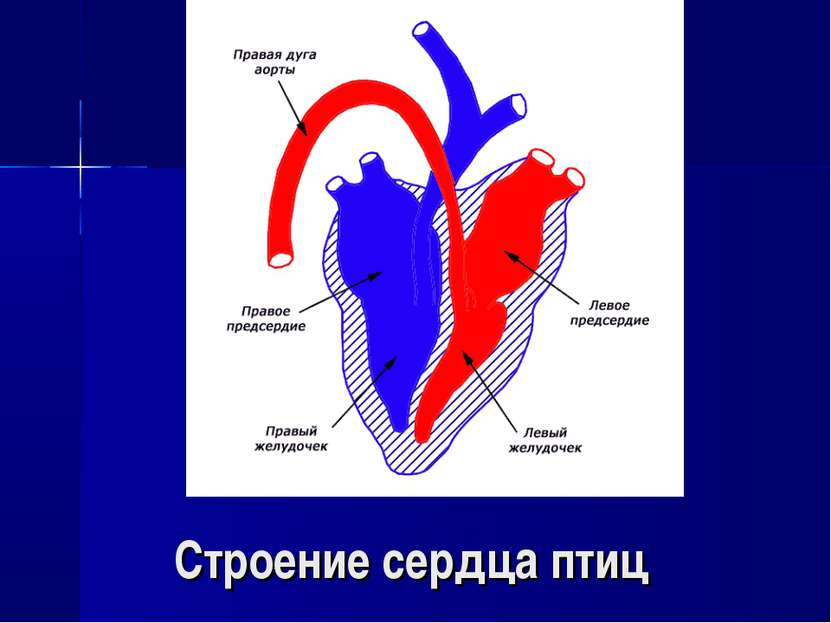 Правая дуга
аорты
Правое
предсердие
Левое
предсердие
Правый
желудочек
Левый
желудочек
Строение сердца птиц